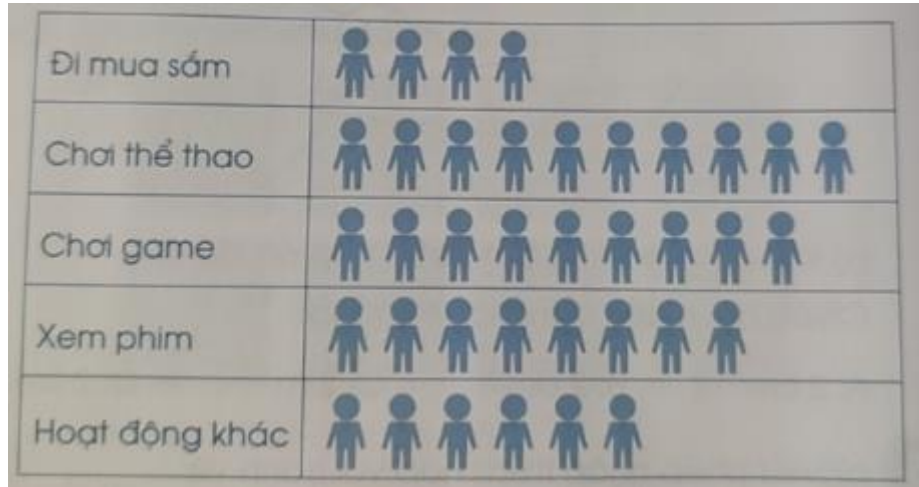 Đi mua sắm
Chơi thể thao
Chơi game
Xem phim
Hoạt động khác